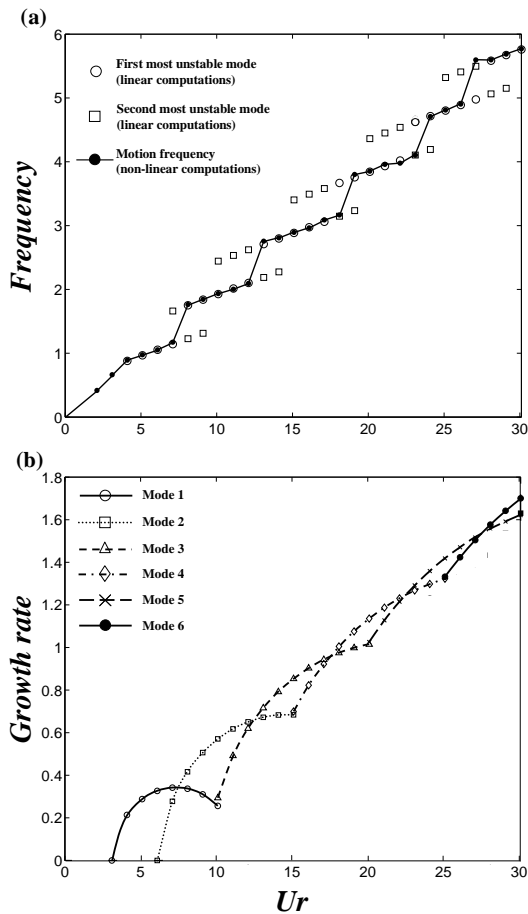 (a)
6
5
4
3
2
1
0
Frequency
First most unstable mode
(linear computations)
Second most unstable mode
(linear computations)
Motion frequency
(non-linear computations)
0 5 10 15 20 25 30
(b)
1.8
1.6
1.4
1.2
1
0.8
0.6
0.4
0.2
0
Growth rate
Mode 1
Mode 2
Mode 3
Mode 4
Mode 5
Mode 6
0 5 10 15 20 25 30
Ur